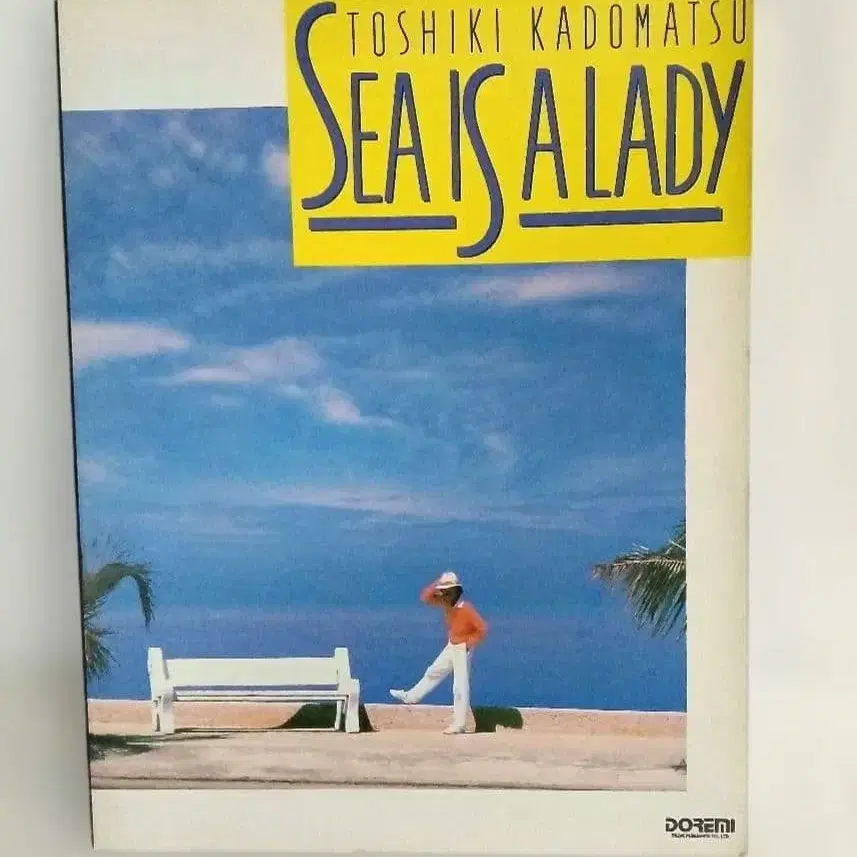 TOSHIKI KADOMATSU
SEA IS A LADY
DOREMI